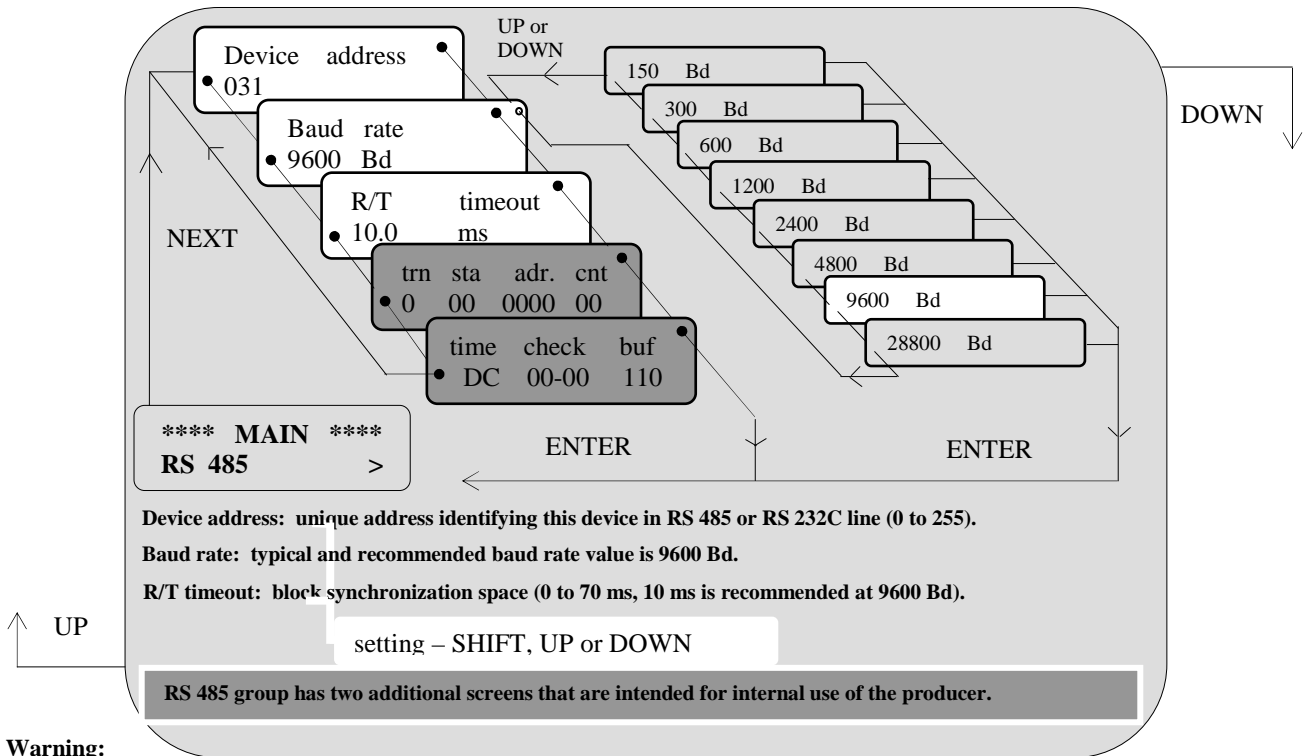 UP or
DOWN
Device address
031
Baud rate
9600 Bd
R/T timeout
10.0 ms
trn sta adr. cnt
0 00 0000 00
time check buf
DC 00-00 110
150 Bd
300 Bd
600 Bd
1200 Bd
2400 Bd
4800 Bd
9600 Bd
28800 Bd
DOWN
NEXT
**** MAIN ****
RS 485 >
ENTER
ENTER
Device address: unique address identifying this device in RS 485 or RS 232C line (0 to 255).
Baud rate: typical and recommended baud rate value is 9600 Bd.
R/T timeout: block synchronization space (0 to 70 ms, 10 ms is recommended at 9600 Bd).
UP
setting – SHIFT, UP or DOWN
RS 485 group has two additional screens that are intended for internal use of the producer.
Warning: